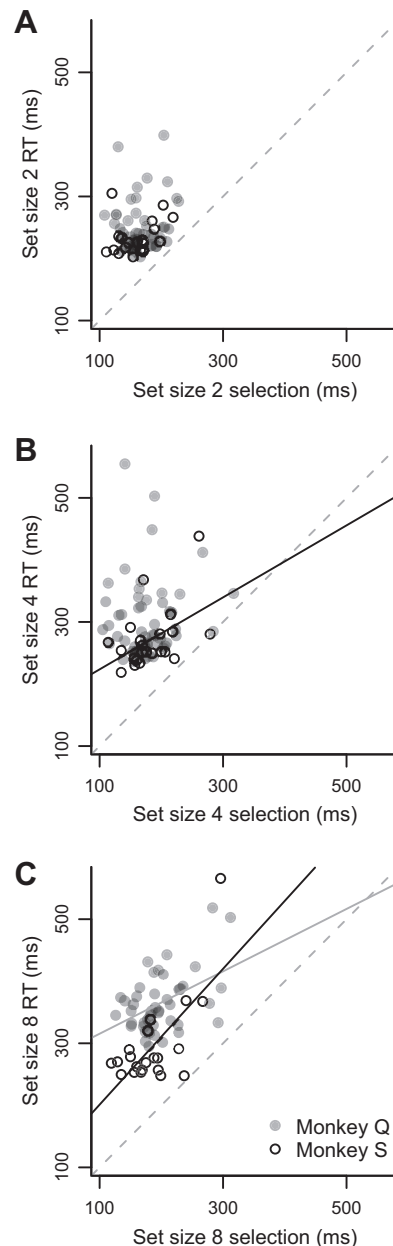 A
500
300
100
Set size 2 RT (ms)
100 300 500
Set size 2 selection (ms)
B
500
300
100
Set size 4 RT (ms)
100 300 500
Set size 4 selection (ms)
C
500
300
100
Set size 8 RT (ms)
Monkey Q
Monkey S
100 300 500
Set size 8 selection (ms)